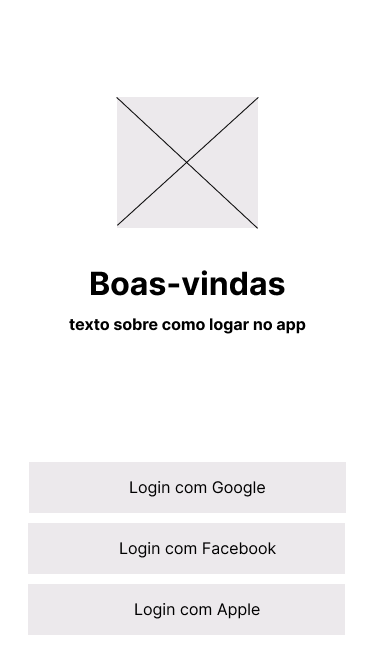 Boas-vindas
texto sobre como logar no app
Login com Google
Login com Facebook
Login com Apple